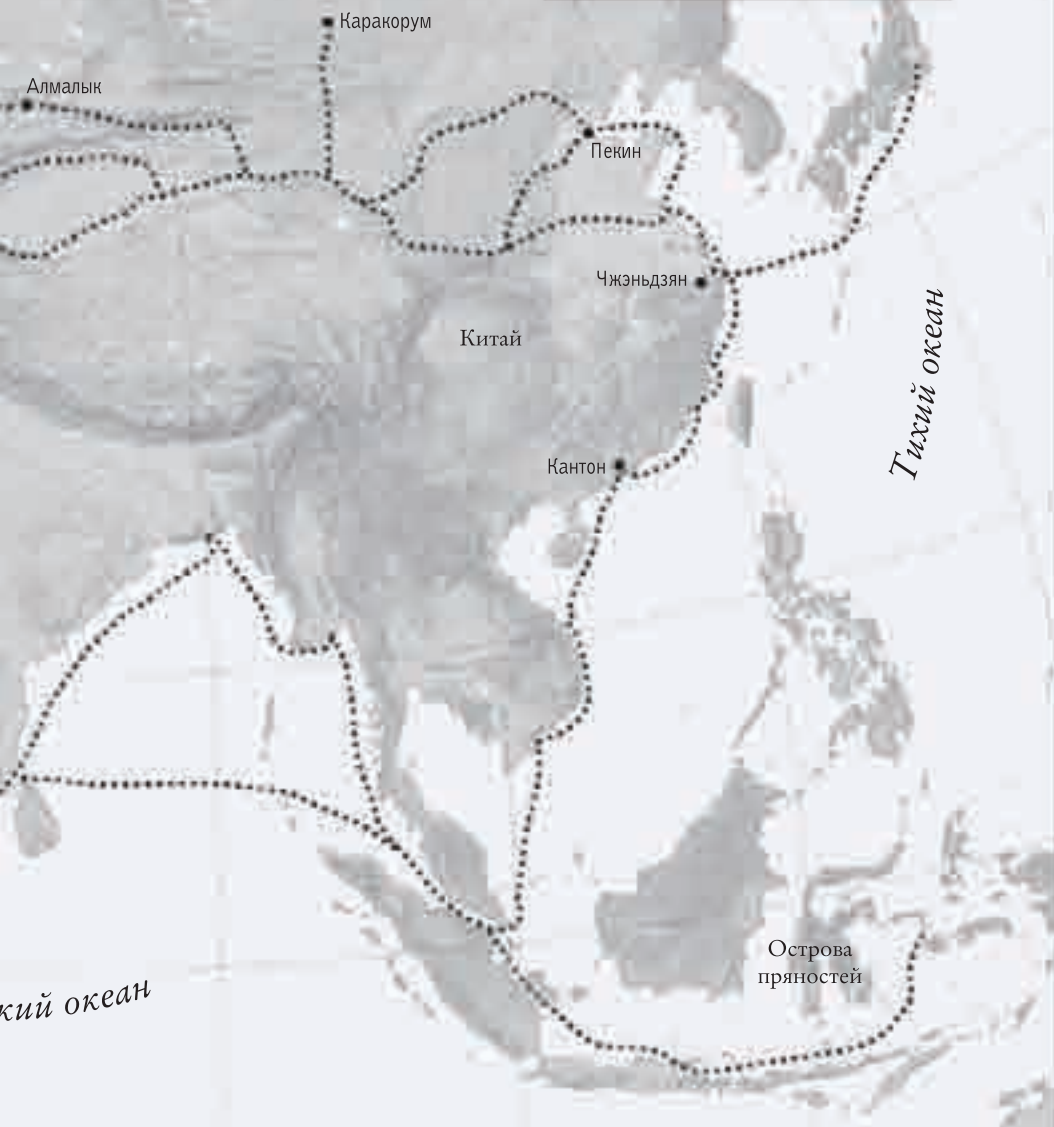 Каракорум
Алмалык
Пекин
Чжэньдзян
Китай
Тихий океан
Кантон
Острова
пряностей
кий океан